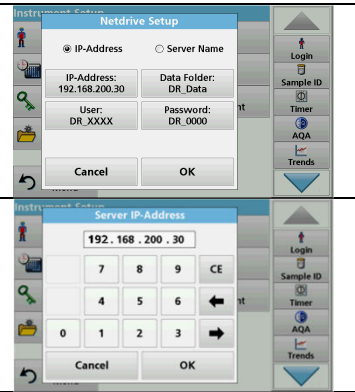 Instrument Setup
Netdrive Setup
IP-Address
Server Name
IP-Address:
192.168.200.30
Data Folder:
DR_Data
User:
DR_XXXX
Password:
DR_0000
Cancel
OK
Login
Sample ID
Timer
AQA
Trends
Server IP-Address
192 . 168 . 200 . 30
7 8 9 CE
4 5 6
0 1 2 3
Cancel
OK
Login
Sample ID
Timer
AQA
Trends